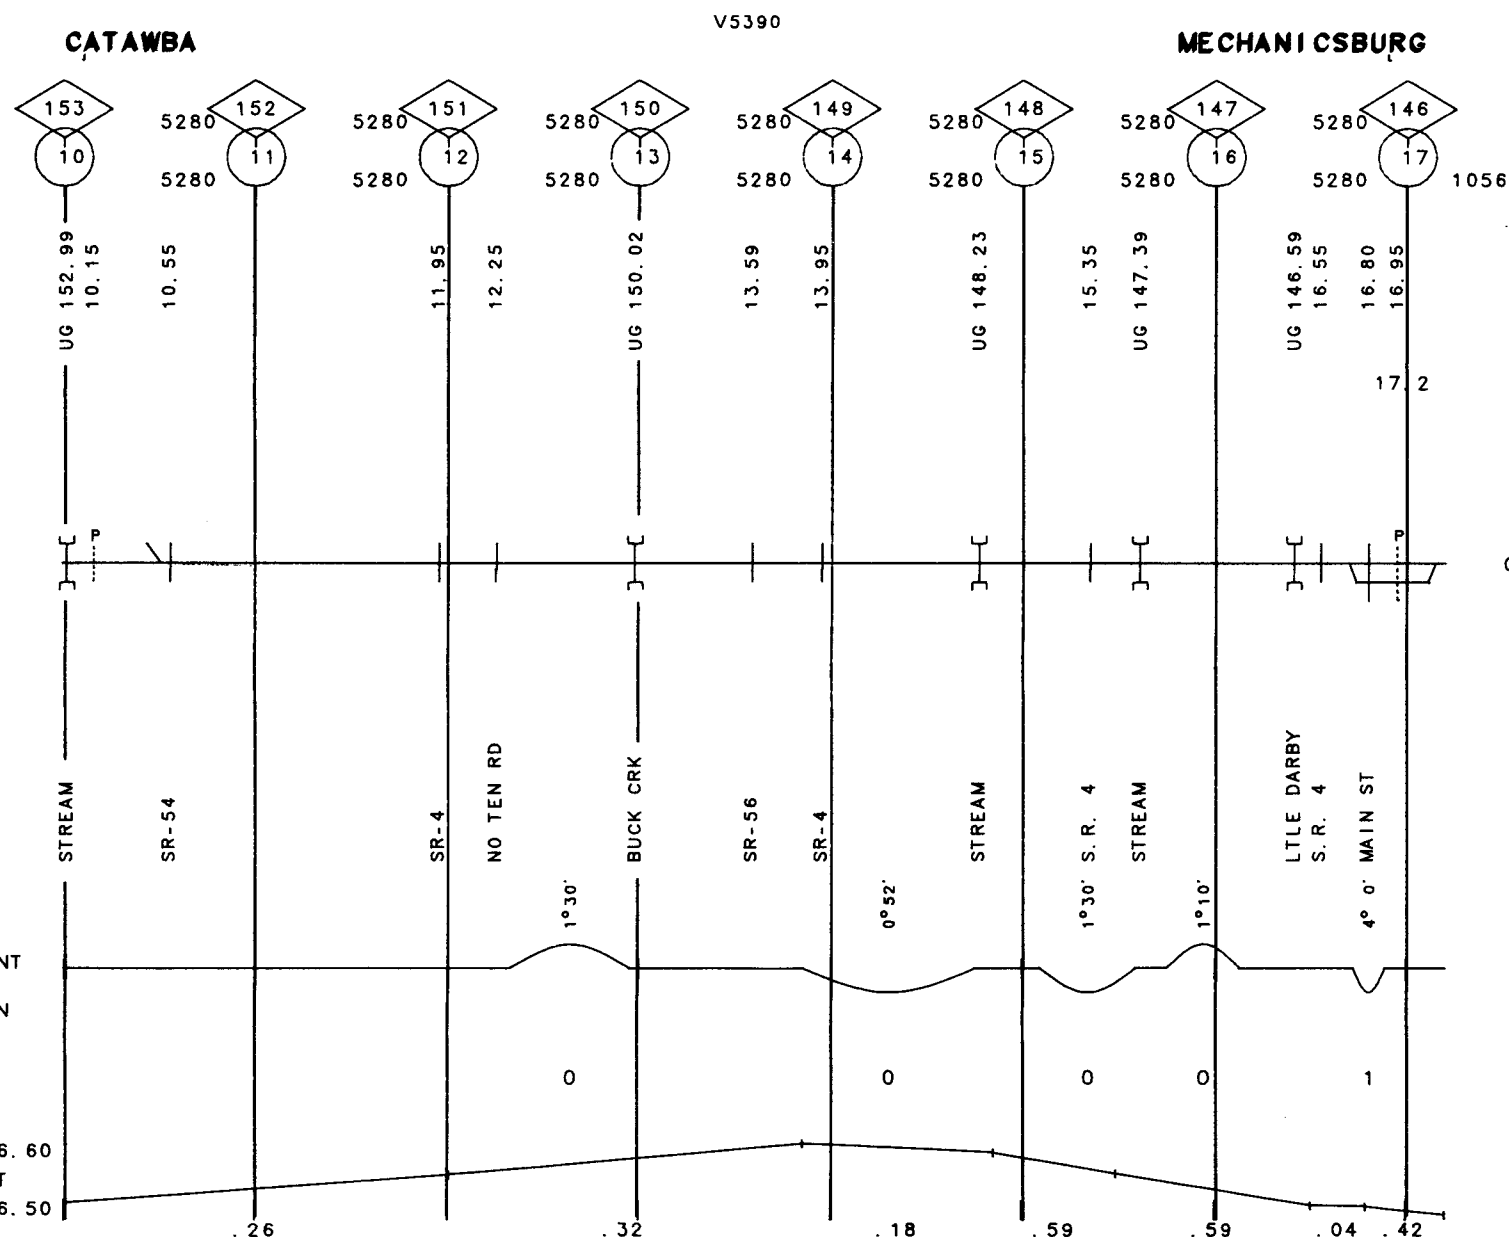 V5390
CATAWBA MECHANICSBURG
153 152 151 150 149 148 147 146
5280 5280 5280 5280 5280 5280 5280
10 11 12 13 14 15 16 17
5280 5280 5280 5280 5280 5280 5280 1056
UG 152.99
10.15
10.55
11.95
12.25
UG 150.02
13.59
13.95
UG 148.23
15.35
UG 147.39
UG 146.59
16.55
16.80
16.95
17.2
P P
STREAM
SR-54
SR-4
NO TEN RD
BUCK CRK
SR-56
SR-4
STREAM
S.R. 4
STREAM
LTLE DARBY
S.R. 4
MAIN ST
1°30' 0°52' 1°30' 1°10' 4° 0'
NT
N
0 0 0 0 1
6.60
T
6.50
.26 .32 .18 .59 .59 .04 .42